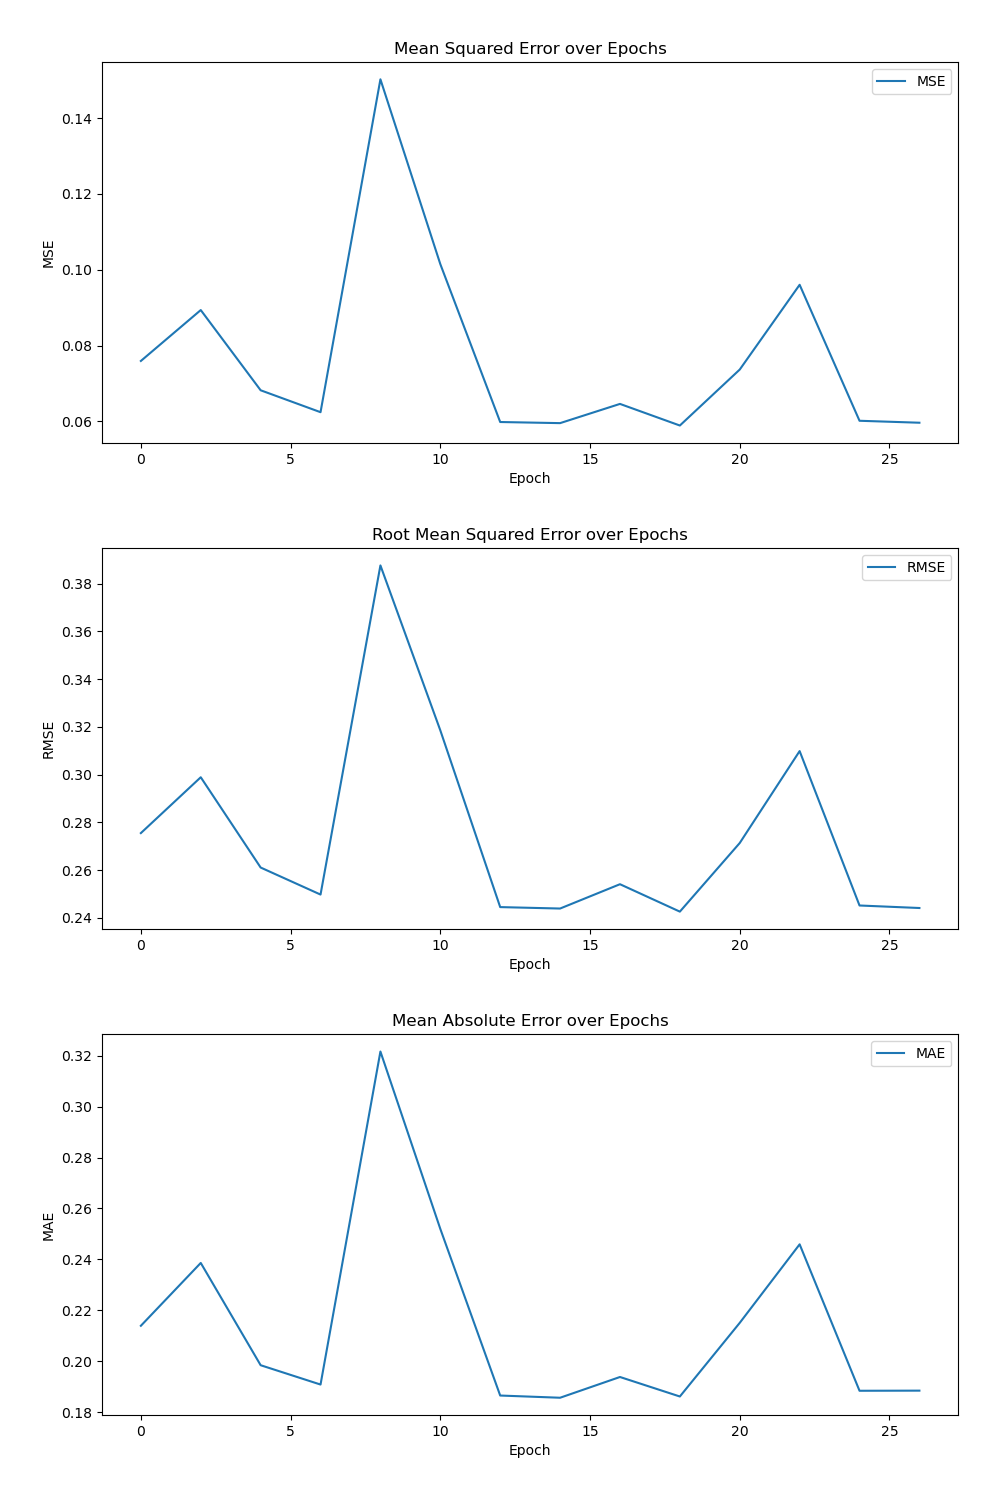 Mean Squared Error over Epochs
MSE
0.14
0.12
0.10
0.08
0.06
MSE
0 5 10 15 20 25
Epoch
Root Mean Squared Error over Epochs
RMSE
0.38
0.36
0.34
0.32
0.30
0.28
0.26
0.24
RMSE
0 5 10 15 20 25
Epoch
Mean Absolute Error over Epochs
MAE
0.32
0.30
0.28
0.26
0.24
0.22
0.20
0.18
MAE
0 5 10 15 20 25
Epoch